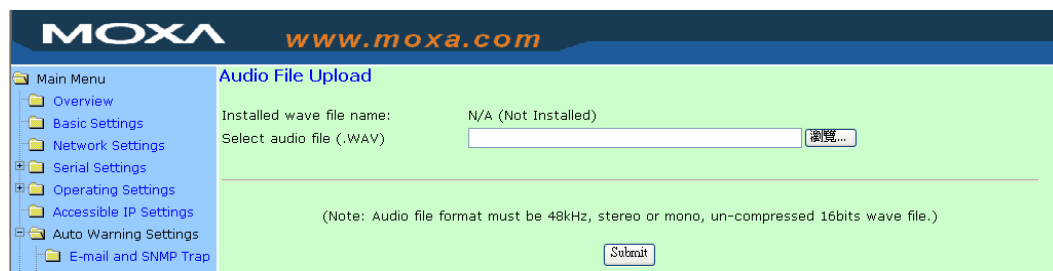 MOXA www.moxa.com
Main Menu
Overview
Basic Settings
Network Settings
Serial Settings
Operating Settings
Accessible IP Settings
Auto Warning Settings
E-mail and SNMP Trap
Audio File Upload
Installed wave file name: N/A (Not Installed)
Select audio file (.WAV) 瀏覽...
(Note: Audio file format must be 48kHz, stereo or mono, un-compressed 16bits wave file.)
Submit